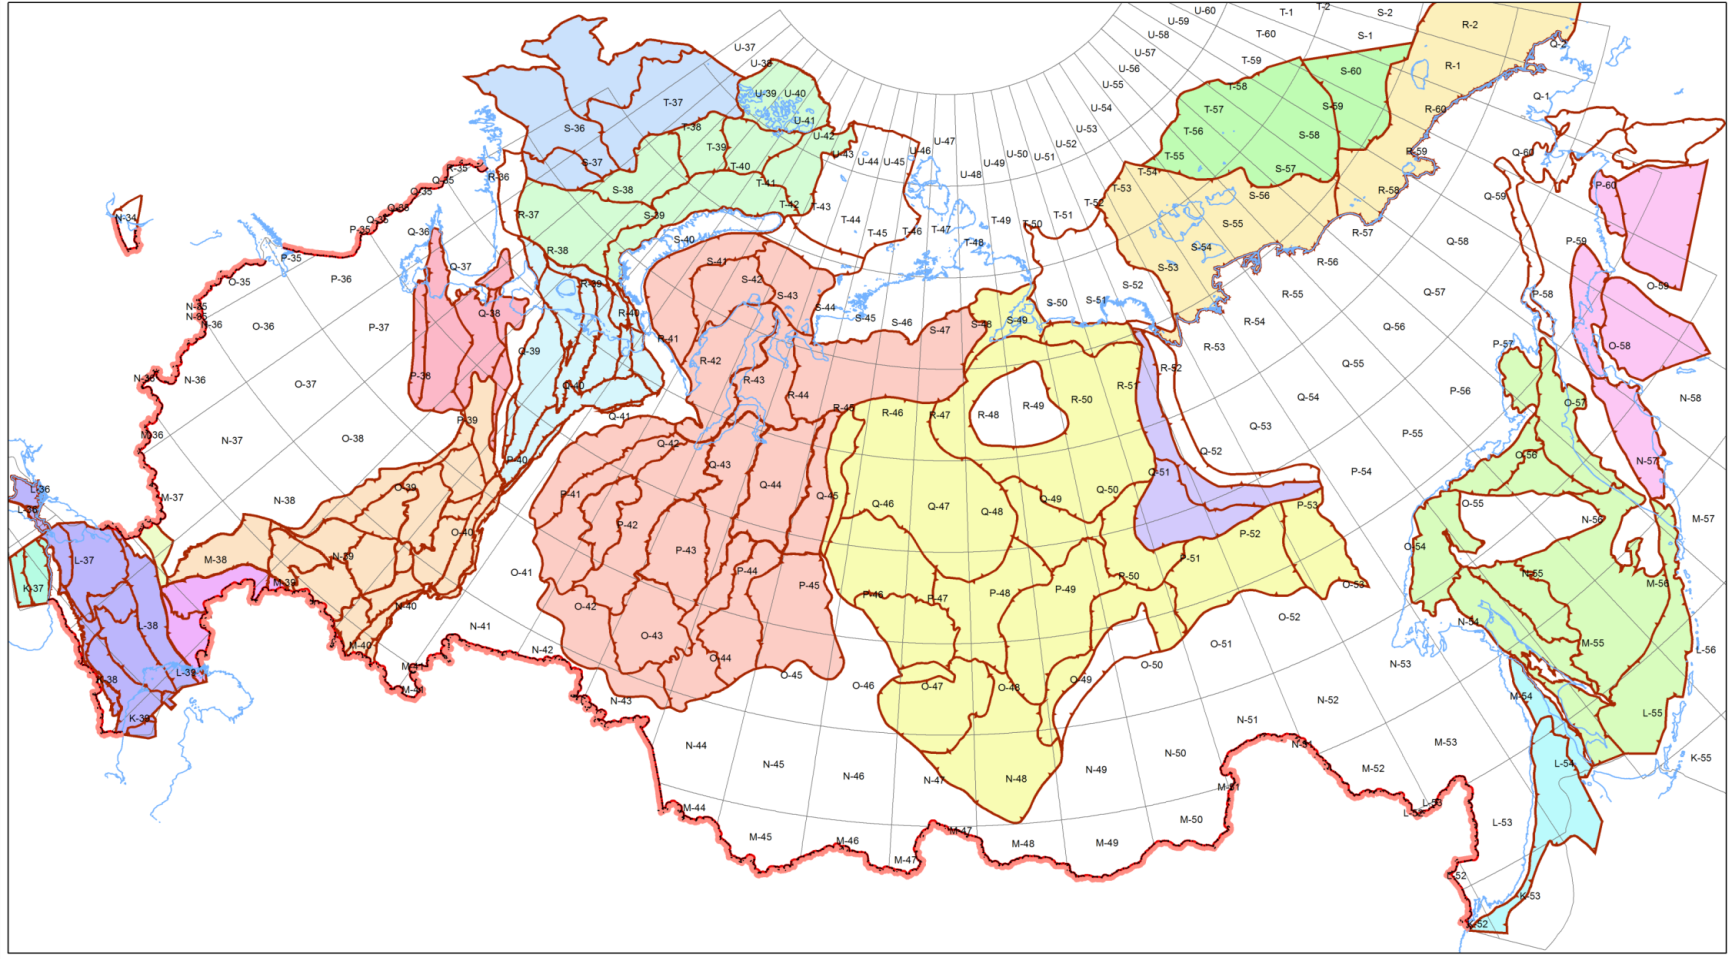 U-60 T-1 T-2 S-2
U-59 R-2
U-58 T-60 S-1
U-37 U-57 Q-2
U-38 U-56 T-59 S-60 R-1
U-55 T-58
U-39 U-40 Q-1
T-37 U-54 T-57 S-59 R-60
U-41
S-36 T-38 U-42 U-53 T-56 S-58
T-39 U-43 U-46 U-47 U-52
U-44 U-45 U-50 U-51 T-55 R-59 Q-60
S-37 T-40 U-49 S-57
R-35 R-36 U-48 T-54
Q-35 S-38 T-41 T-53 S-56 R-58 P-60
Q-35 Q-35 Q-59
N-34 R-37 S-39 T-42 T-43 T-44 T-49 T-50 T-51 T-52 S-55
P-35 Q-36 T-45 T-46 T-47 R-57
S-40 T-48 S-54 Q-58 P-59
P-35 R-38 R-56
P-36 Q-37 S-41 S-53
O-35 S-42 S-52
R-39 S-43 R-55 Q-57 P-58 O-59
N-35 S-44 S-50 S-51
N-35 N-36 O-36 P-37 Q-38 R-40 S-45 S-46 S-47 S-48 S-49 R-54 Q-56
R-41 R-53 P-57 O-58
Q-39 R-42 R-52 Q-55
N-36 N-36 O-37 P-38 Q-40 R-43 R-44 R-51 Q-54 P-56 N-58
R-45 R-46 R-47 R-48 R-49 R-50 O-57
P-39 Q-41 Q-53
M-36 N-37 O-38 Q-42 Q-52 P-55
P-40 Q-43 Q-51 P-54 O-56 N-57
L-36 O-39 P-41 Q-44 Q-45 Q-46 Q-47 Q-48 Q-49 Q-50
M-37 N-38 P-53 O-55
L-36 P-42 N-56 M-57
O-40 P-52
L-37 M-38 N-39 P-43 P-44 P-51 O-54
O-41 P-45 R-50 N-55
K-37 M-39 P-46 P-47 P-48 P-49 O-53 M-56
N-40 O-42
L-38 N-41 O-43 O-51 O-52 N-54 M-55
M-40 N-42 O-44 L-56
K-38 L-39 M-41 O-45 O-46 O-47 O-48 O-49 O-50 N-53
M-41 N-43 N-52 M-54
K-39 N-51 L-55
N-44 N-51 M-53
N-45 N-46 N-47 N-48 N-49 N-50 M-52 L-54 K-55
M-44 M-51 L-53
M-45 M-46 M-47 M-48 M-49 M-50 L-53
M-47
L-52
K-53
K-52